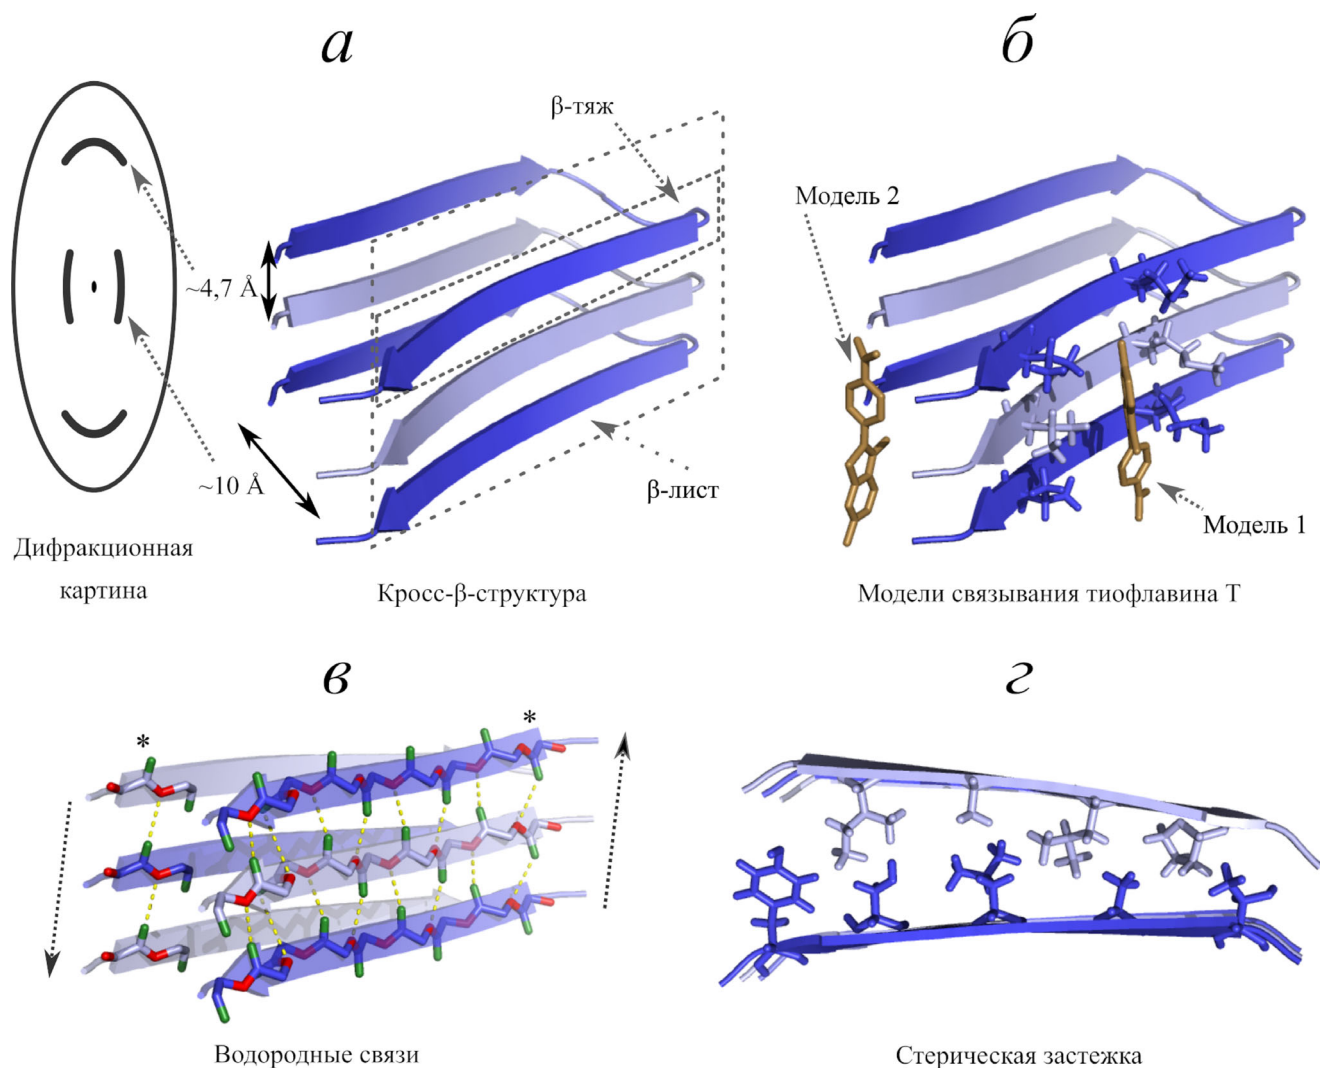 а
б
β-тяж
Модель 2
~4,7 Å
~10 Å
β-лист
Модель 1
Дифракционная
картина
Кросс-β-структура
Модели связывания тиофлавина Т
в
г
*
*
Водородные связи
Стерическая застежка